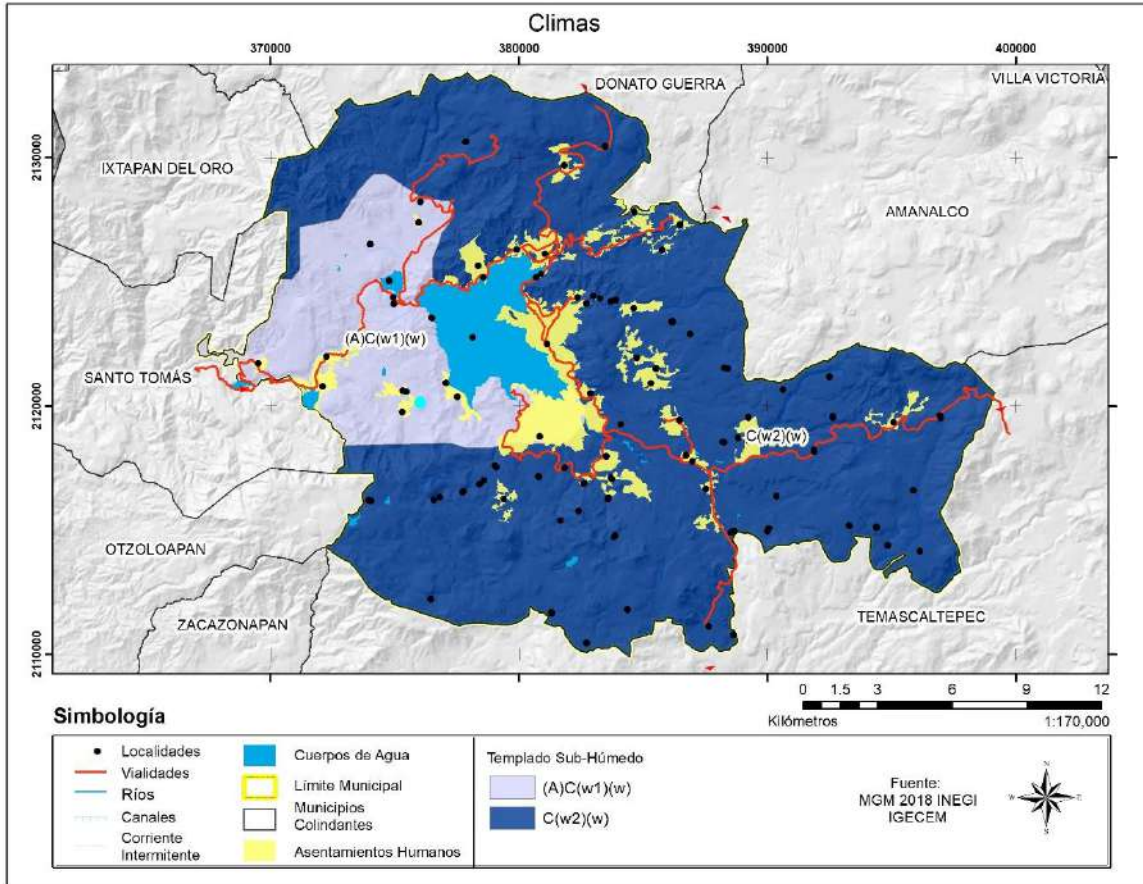 Climas
370000
380000
390000
400000
DONATO GUERRA
VILLA VICTORIA
2130000
IXTAPAN DEL ORO
AMANALCO
(A)C(w1)(w)
SANTO TOMÁS
2120000
C(w2)(w)
OTZOLOAPAN
ZACAZONAPAN
TEMASCALTEPEC
2110000
0 1.5 3 6 9 12
Kilómetros
1:170,000
Simbología
Localidades
Vialidades
Ríos
Canales
Corriente
Intermitente
Cuerpos de Agua
Límite Municipal
Municipios
Colindantes
Asentamientos Humanos
Templado Sub-Húmedo
(A)C(w1)(w)
C(w2)(w)
Fuente:
MGM 2018 INEGI
IGECEM
N
W
E
S